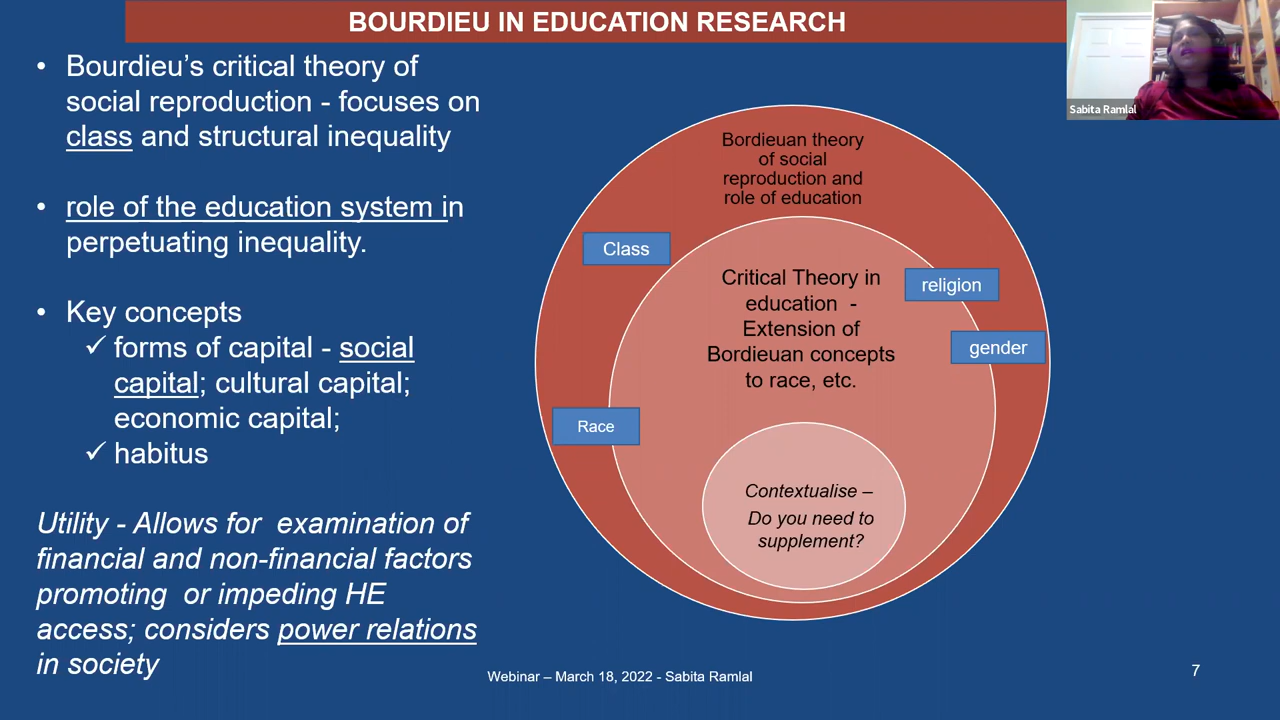 BOURDIEU IN EDUCATION RESEARCH
• Bourdieu's critical theory of
social reproduction - focuses on
class and structural inequality
• role of the education system in
perpetuating inequality.
• Key concepts
✓ forms of capital - social
capital; cultural capital;
economic capital;
✓ habitus
Utility - Allows for examination of
financial and non-financial factors
promoting or impeding HE
access; considers power relations
in society
Bordieuan theory
of social
reproduction and
role of education
Class
Critical Theory in
education -
Extension of
Bordieuan concepts
to race, etc.
religion
gender
Race
Contextualise –
Do you need to
supplement?
Webinar – March 18, 2022 - Sabita Ramlal
7
Sabita Ramlal